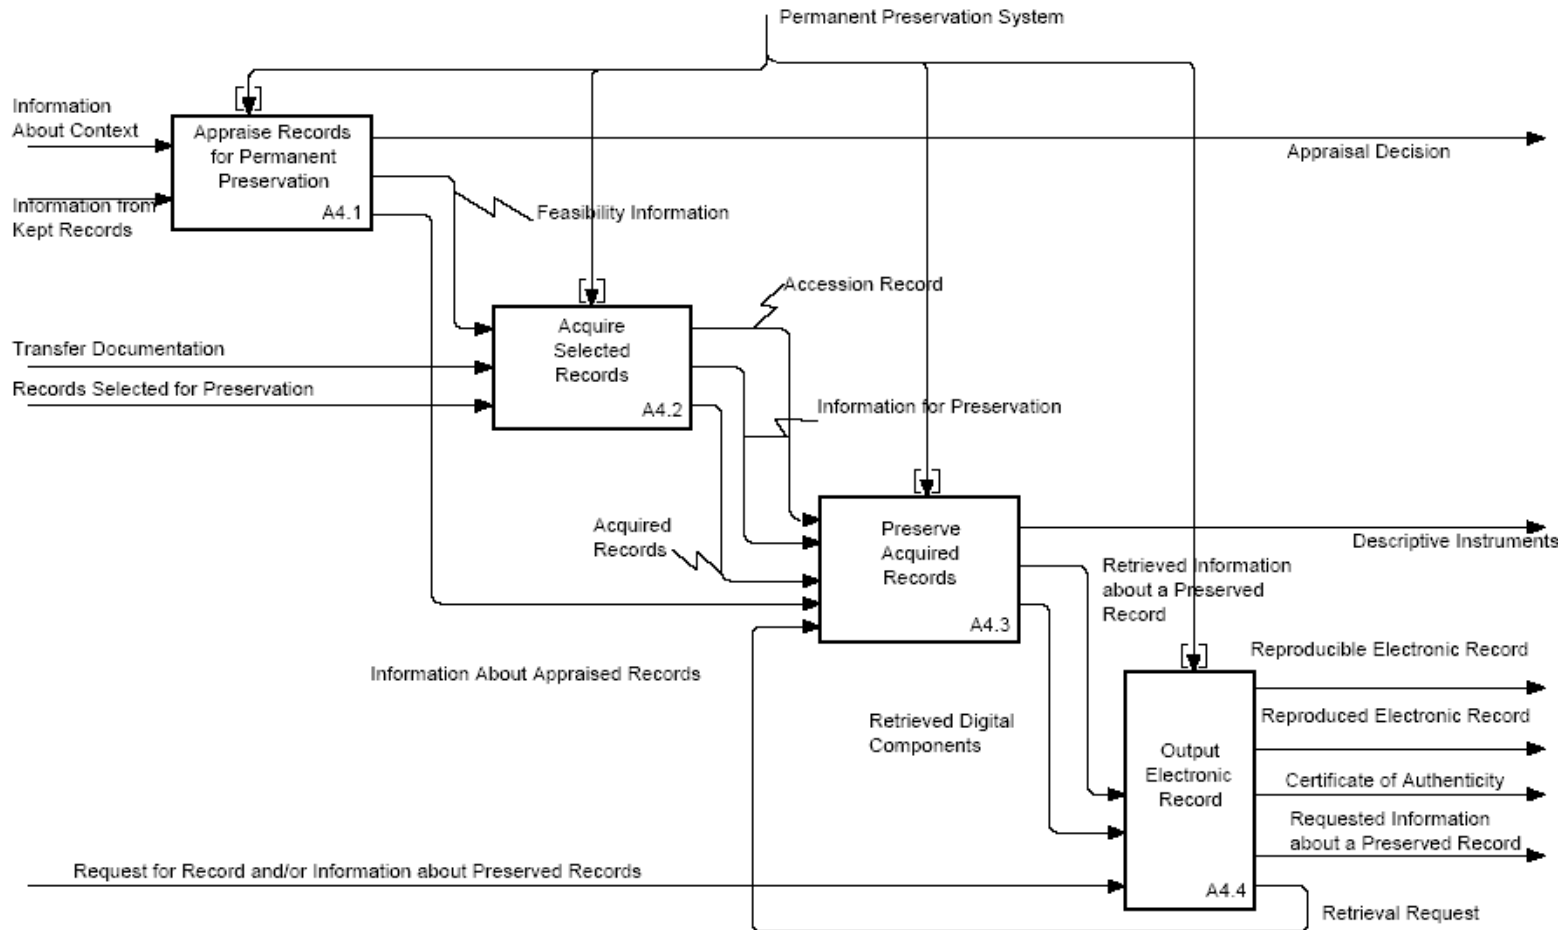 Permanent Preservation System
Information
About Context
Appraise Records
for Permanent
Preservation
A4.1
Information from
Kept Records
Appraisal Decision
Feasibility Information
Accession Record
Acquire
Selected
Records
A4.2
Transfer Documentation
Records Selected for Preservation
Information for Preservation
Acquired
Records
Preserve
Acquired
Records
A4.3
Descriptive Instruments
Retrieved Information
about a Preserved
Record
Information About Appraised Records
Retrieved Digital
Components
Reproducible Electronic Record
Reproduced Electronic Record
Output
Electronic
Record
A4.4
Certificate of Authenticity
Requested Information
about a Preserved Record
Request for Record and/or Information about Preserved Records
Retrieval Request